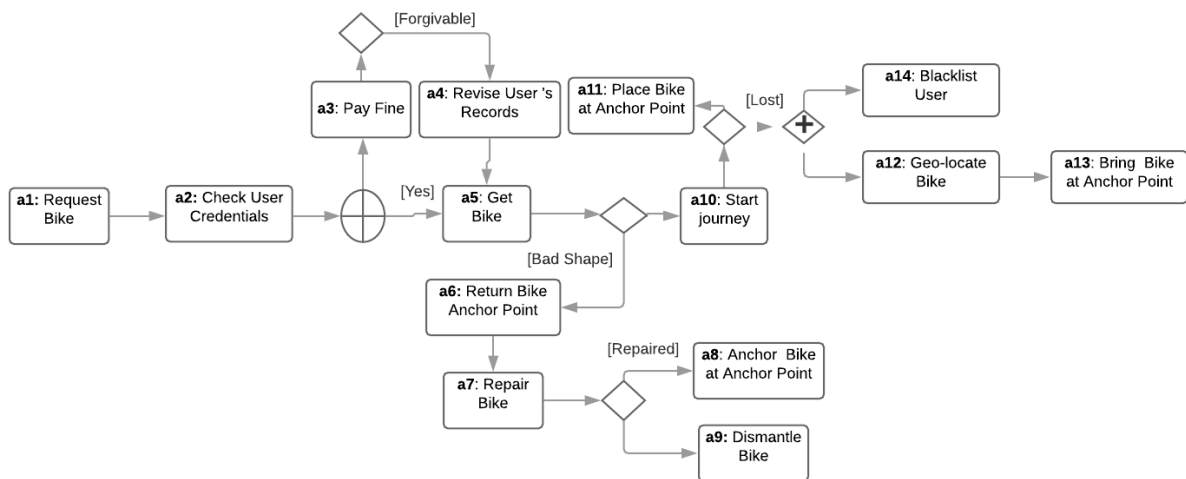 [Forgivable]
a3: Pay Fine
a4: Revise User 's
Records
a11: Place Bike
at Anchor Point
[Lost]
a14: Blacklist
User
a12: Geo-locate
Bike
a13: Bring Bike
at Anchor Point
a1: Request
Bike
a2: Check User
Credentials
[Yes]
a5: Get
Bike
a10: Start
journey
[Bad Shape]
a6: Return Bike
Anchor Point
a7: Repair
Bike
[Repaired]
a8: Anchor Bike
at Anchor Point
a9: Dismantle
Bike